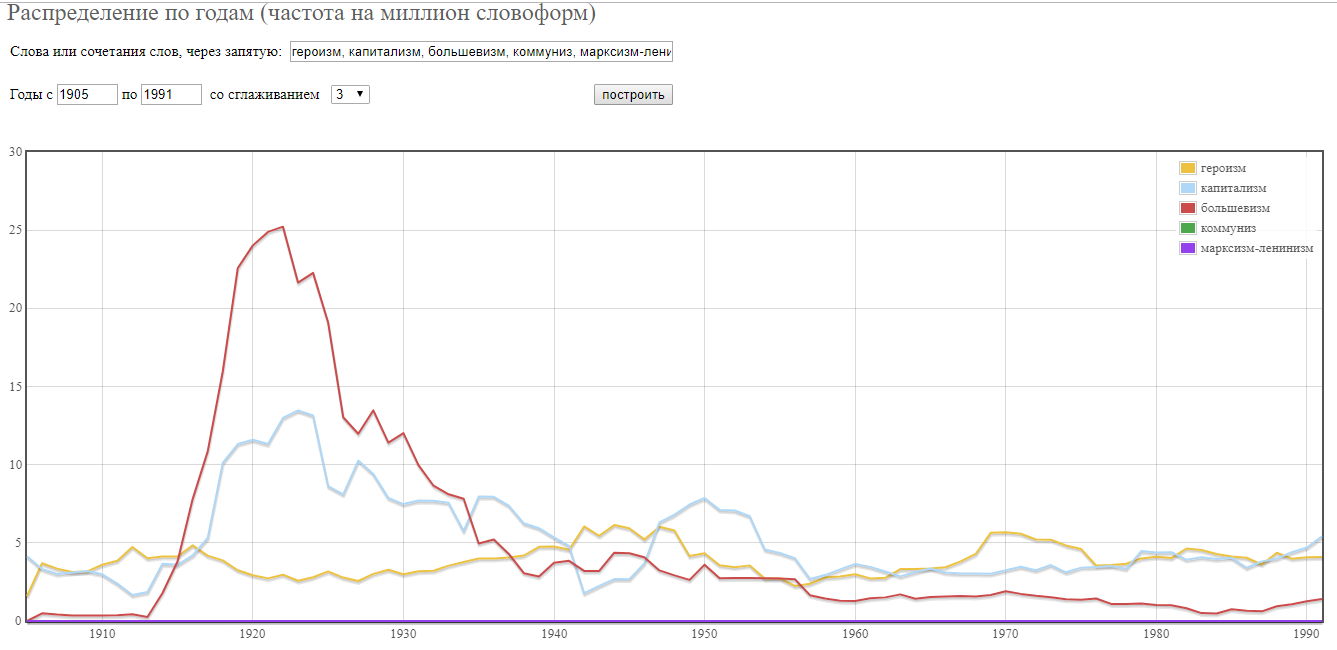 Распределение по годам (частота на миллион словоформ)
Слова или сочетания слов, через запятую: героизм, капитализм, большевизм, коммуниз, марксизм-лени
Годы с 1905 по 1991 со сглаживанием 3 построить
30
героизм
капитализм
большевизм
25
коммуниз
марксизм-ленинизм
20
15
10
5
0
1910 1920 1930 1940 1950 1960 1970 1980 1990